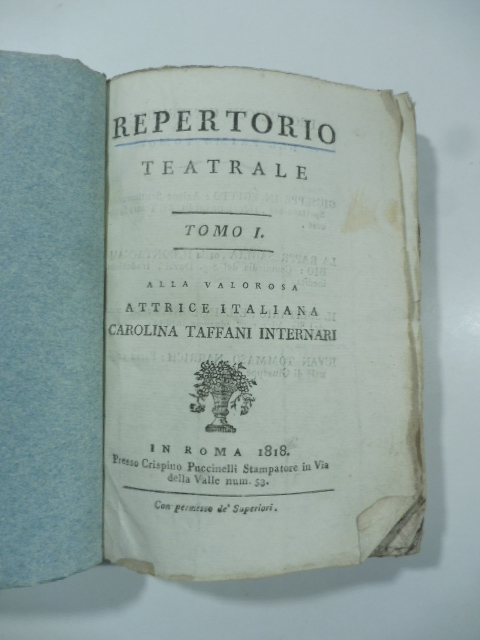 REPERTORIO
TEATRALE
TOMO I.
ALLA VALOROSA
ATTRICE ITALIANA
CAROLINA TAFFANI INTERNARI
IN ROMA 1818.
Presso Crispino Puccinelli Stampatore in Via
della Valle num. 53.
Con permesso de' Superiori.